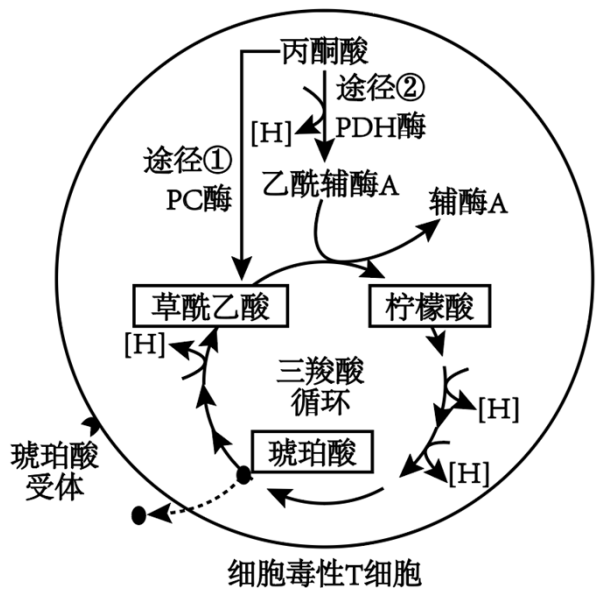 丙酮酸
途径②
PDH酶
[H]
途径①
PC酶
乙酰辅酶A
辅酶A
草酰乙酸
柠檬酸
[H]
三羧酸
循环
[H]
琥珀酸
[H]
琥珀酸
受体
细胞毒性T细胞